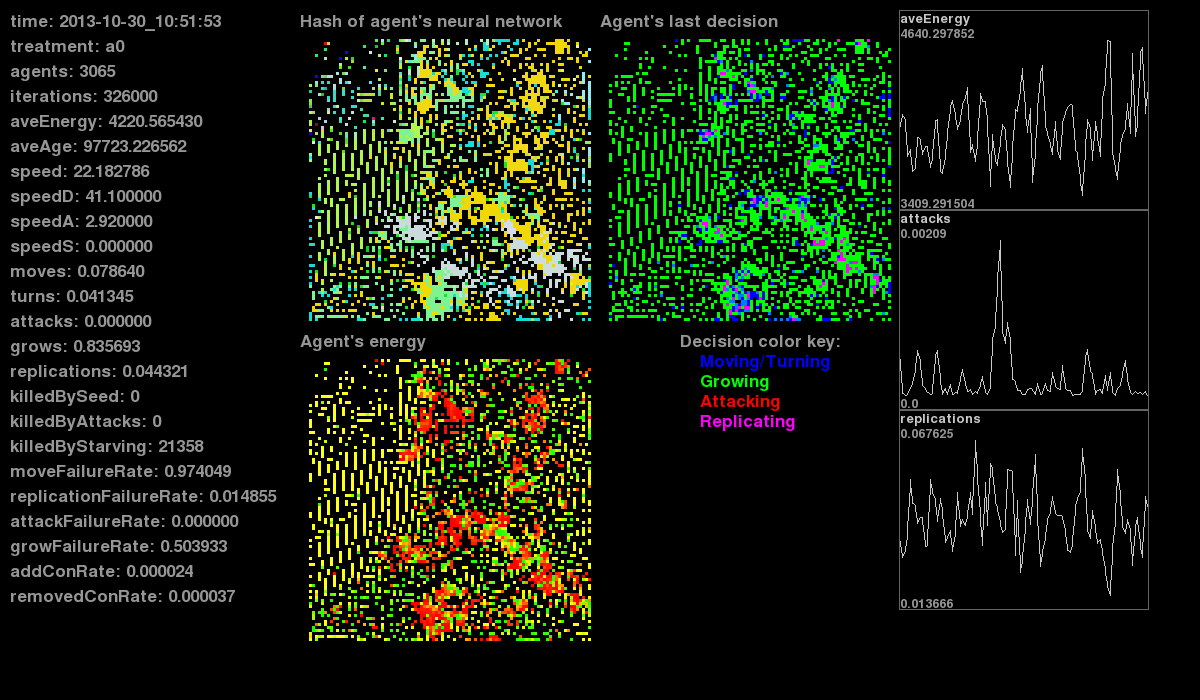 time: 2013-10-30_10:51:53
treatment: a0
agents: 3065
iterations: 326000
aveEnergy: 4220.565430
aveAge: 97723.226562
speed: 22.182786
speedD: 41.100000
speedA: 2.920000
speedS: 0.000000
moves: 0.078640
turns: 0.041345
attacks: 0.000000
grows: 0.835693
replications: 0.044321
killedBySeed: 0
killedByAttacks: 0
killedByStarving: 21358
moveFailureRate: 0.974049
replicationFailureRate: 0.014855
attackFailureRate: 0.000000
growFailureRate: 0.503933
addConRate: 0.000024
removedConRate: 0.000037
Hash of agent's neural network
Agent's last decision
Agent's energy
Decision color key:
Moving/Turning
Growing
Attacking
Replicating
aveEnergy
4640.297852
3409.291504
attacks
0.00209
0.0
replications
0.067625
0.013666